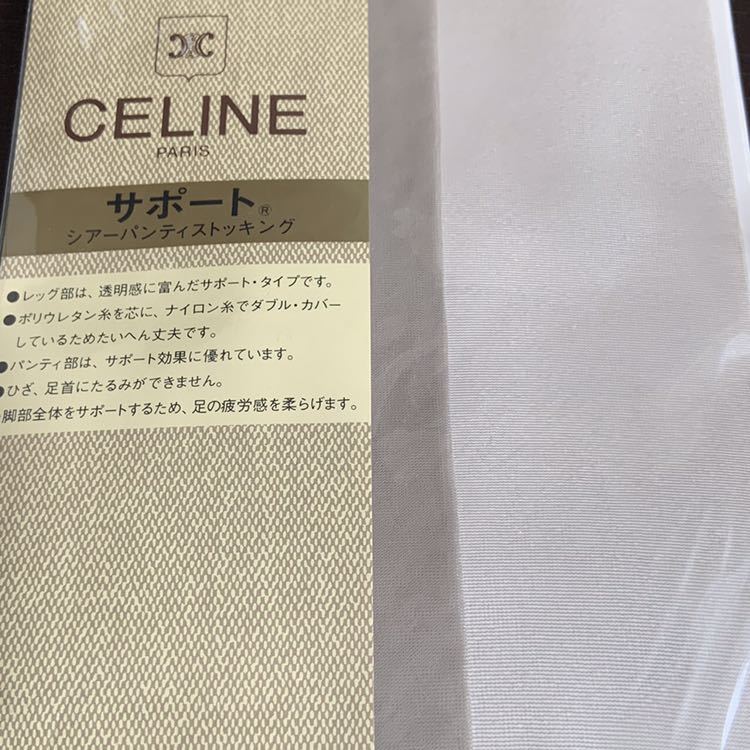 CELINE
PARIS
サポート®
シアーパンティストッキング
●レッグ部は、透明感に富んだサポート・タイプです。
●ポリウレタン糸を芯に、ナイロン糸でダブル・カバー
しているためたいへん丈夫です。
●パンティ部は、サポート効果に優れています。
●ひざ、足首にたるみができません。
●脚部全体をサポートするため、足の疲労感を柔らげます。